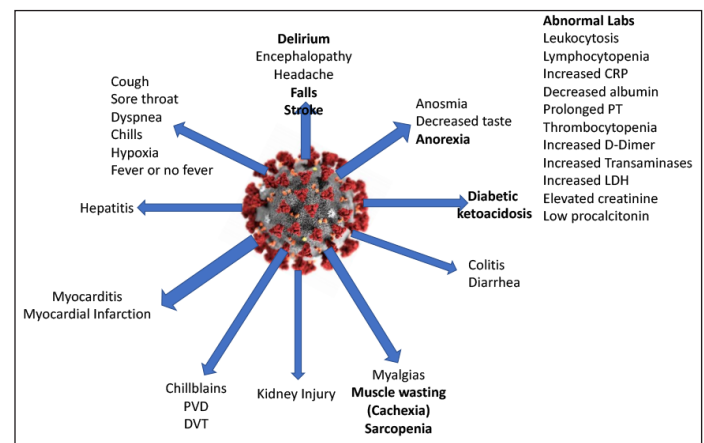 Delirium
Encephalopathy
Headache
Falls
Stroke
Cough
Sore throat
Dyspnea
Chills
Hypoxia
Fever or no fever
Anosmia
Decreased taste
Anorexia
Abnormal Labs
Leukocytosis
Lymphocytopenia
Increased CRP
Decreased albumin
Prolonged PT
Thrombocytopenia
Increased D-Dimer
Increased Transaminases
Increased LDH
Elevated creatinine
Low procalcitonin
Hepatitis
Diabetic
ketoacidosis
Colitis
Diarrhea
Myocarditis
Myocardial Infarction
Chillblains
PVD
DVT
Kidney Injury
Myalgias
Muscle wasting
(Cachexia)
Sarcopenia